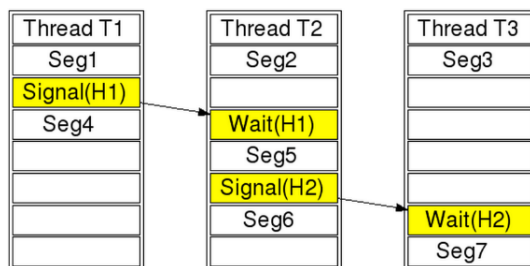 Thread T1
Seg1
Signal(H1)
Seg4
Thread T2
Seg2
Wait(H1)
Seg5
Signal(H2)
Seg6
Thread T3
Seg3
Wait(H2)
Seg7